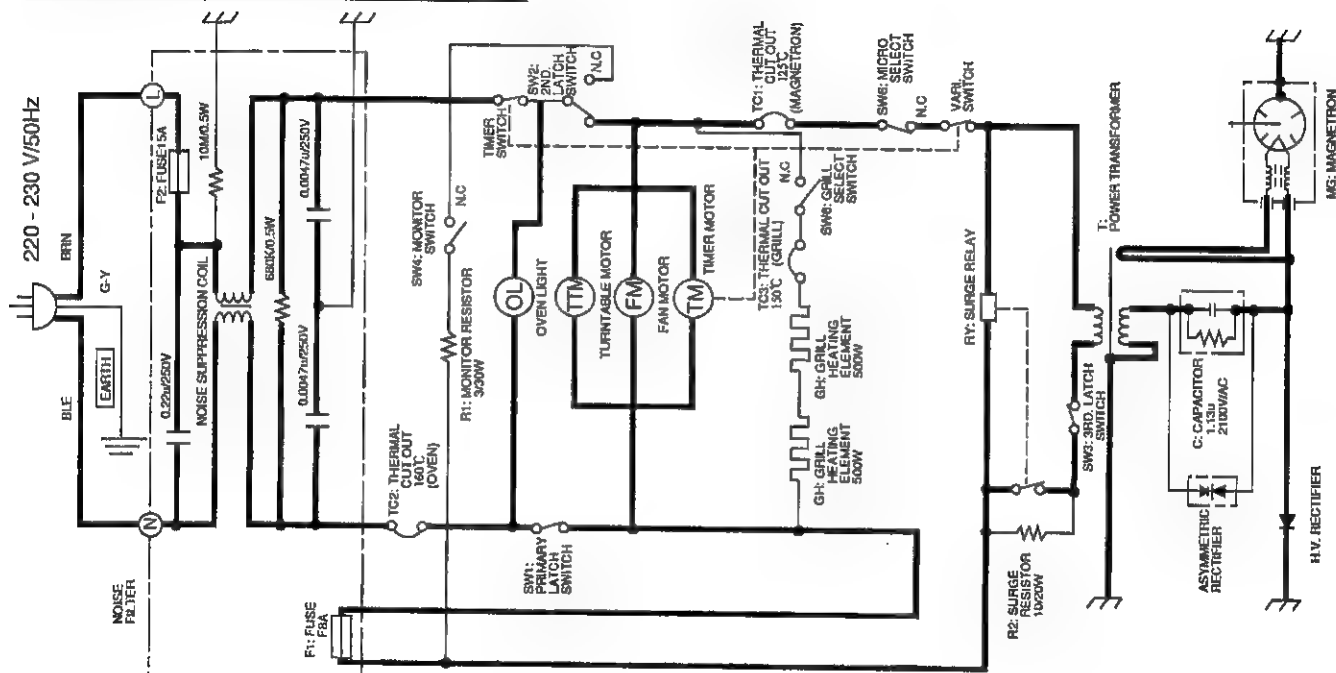 220 - 230 V/50Hz
BRN
G-Y
BLE
EARTH
L
N
F2: FUSE15A
10M/0.5W
0.22u/250V
NOISE SUPPRESSION COIL
680K/0.5W
0.0047u/250V
0.0047u/250V
NOISE
FILTER
TC2: THERMAL
CUT OUT
160°C
(OVEN)
F1: FUSE
F8A
SW4: MONITOR
SWITCH
N.C
R1: MONITOR RESISTOR
3/30W
TIMER
SWITCH
SW2:
2ND.
LATCH
SWITCH
N.C
OL
OVEN LIGHT
SW1:
PRIMARY
LATCH
SWITCH
TTM
TURNTABLE MOTOR
FM
FAN MOTOR
TM
TIMER MOTOR
TC1: THERMAL
CUT OUT
125°C
(MAGNETRON)
N.C
SW6: GRILL
SELECT
SWITCH
TC3: THERMAL CUT OUT
150°C (GRILL)
GH: GRILL
HEATING
ELEMENT
500W
GH: GRILL
HEATING
ELEMENT
500W
SW6: MICRO
SELECT
SWITCH
N.C
VARI.
SWITCH
RY: SURGE RELAY
R2: SURGE
RESISTOR
10/20W
SW3: 3RD. LATCH
SWITCH
T:
POWER TRANSFORMER
C: CAPACITOR
1.13u
2100WAC
ASYMMETRIC
RECTIFIER
H.V. RECTIFIER
MG: MAGNETRON